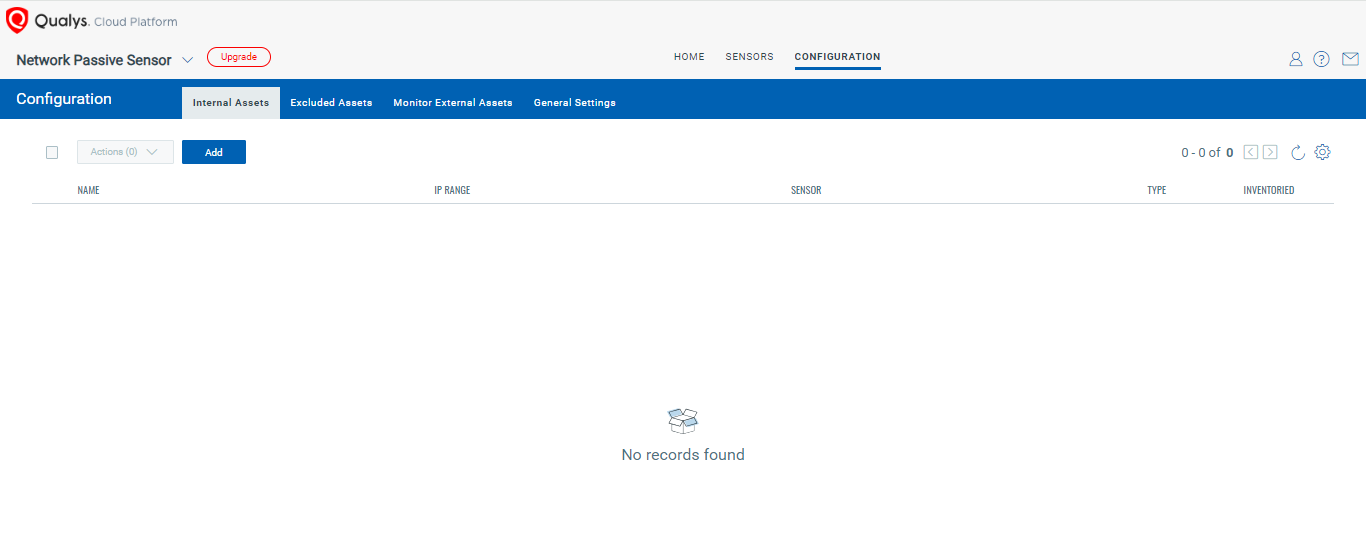 Qualys. Cloud Platform
Network Passive Sensor Upgrade HOME SENSORS CONFIGURATION ?
Configuration Internal Assets Excluded Assets Monitor External Assets General Settings
Actions (0) Add 0 - 0 of 0
NAME IP RANGE SENSOR TYPE INVENTORIED
No records found